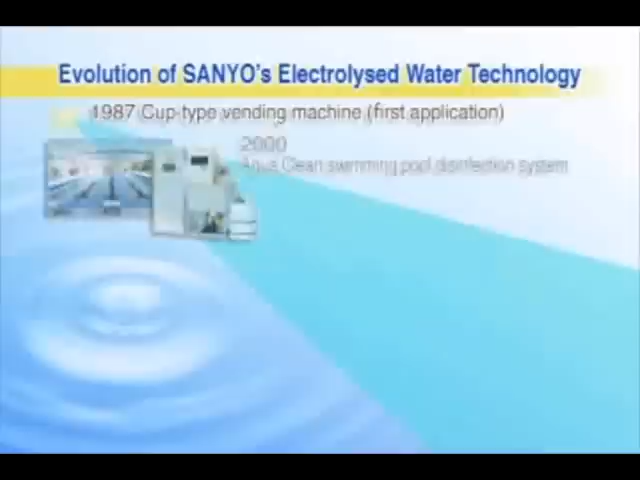 Evolution of SANYO's Electrolysed Water Technology
1987 Cup-type vending machine (first application)
2000
Aqua Clean swimming pool disinfection system